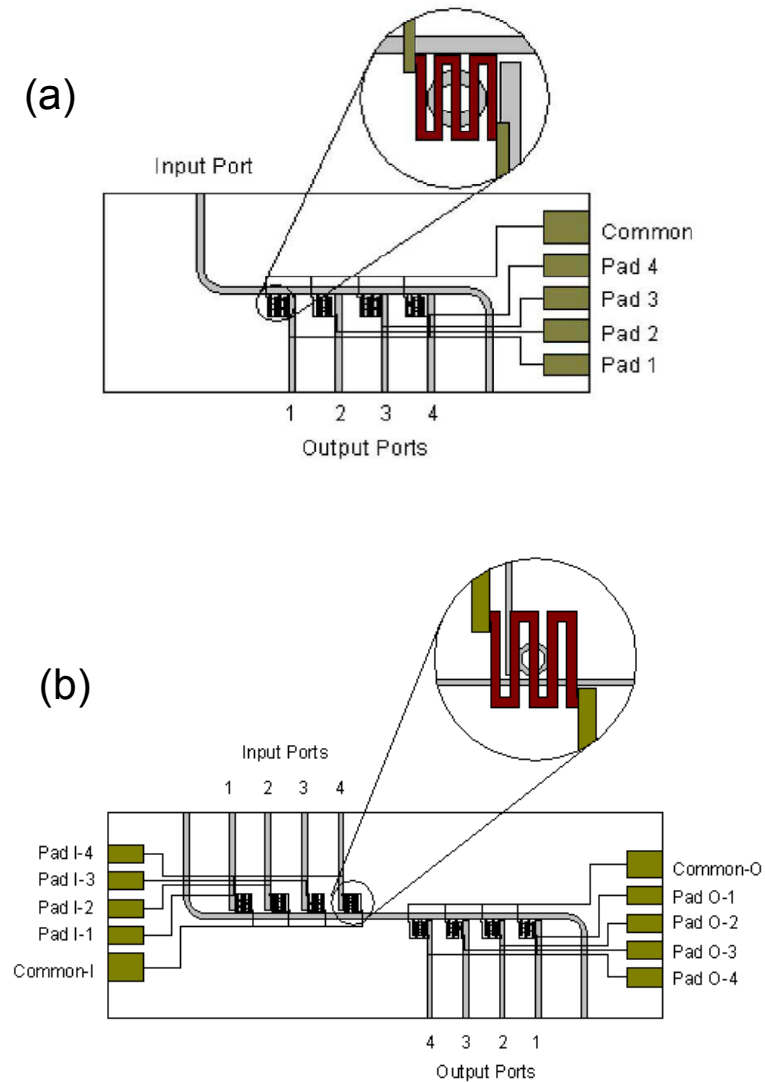 (a)
Input Port
Common
Pad 4
Pad 3
Pad 2
Pad 1
1 2 3 4
Output Ports
(b)
Input Ports
1 2 3 4
Pad I-4
Pad I-3
Pad I-2
Pad I-1
Common-I
Common-O
Pad O-1
Pad O-2
Pad O-3
Pad O-4
4 3 2 1
Output Ports